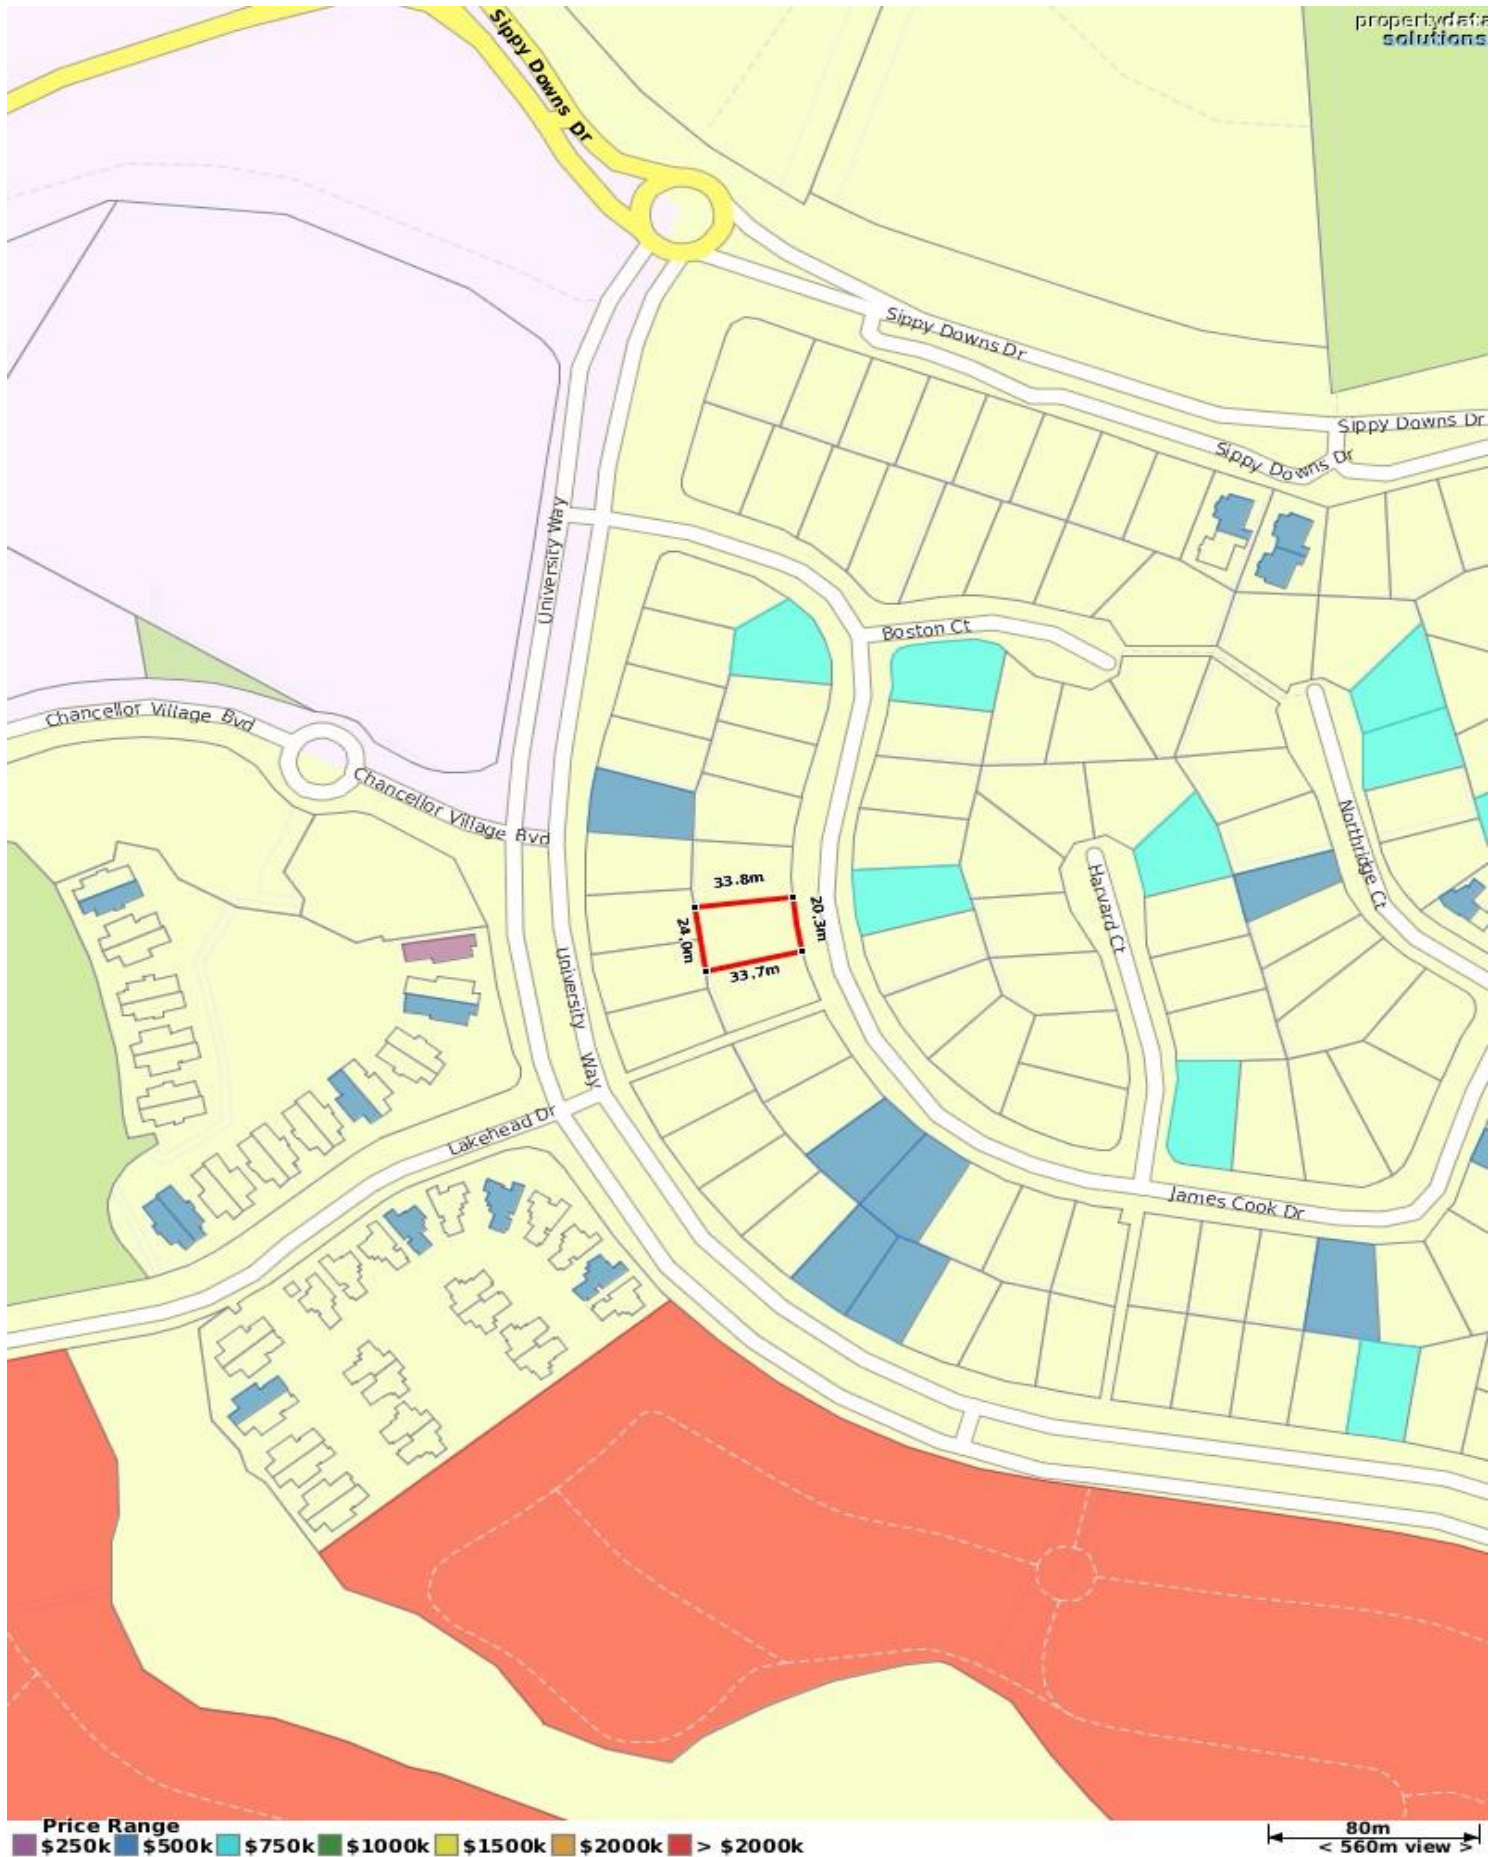 propertydata
solutions
Sippy Downs Dr
Sippy Downs Dr
Sippy Downs Dr
Sippy Downs Dr
University Way
Boston Ct
Chancellor Village Bvd
Chancellor Village Bvd
Northridge Ct
Harvard Ct
33.8m
20.3m
24.0m
33.7m
University Way
Lakehead Dr
James Cook Dr
Price Range
$250k $500k $750k $1000k $1500k $2000k > $2000k
80m
< 560m view >